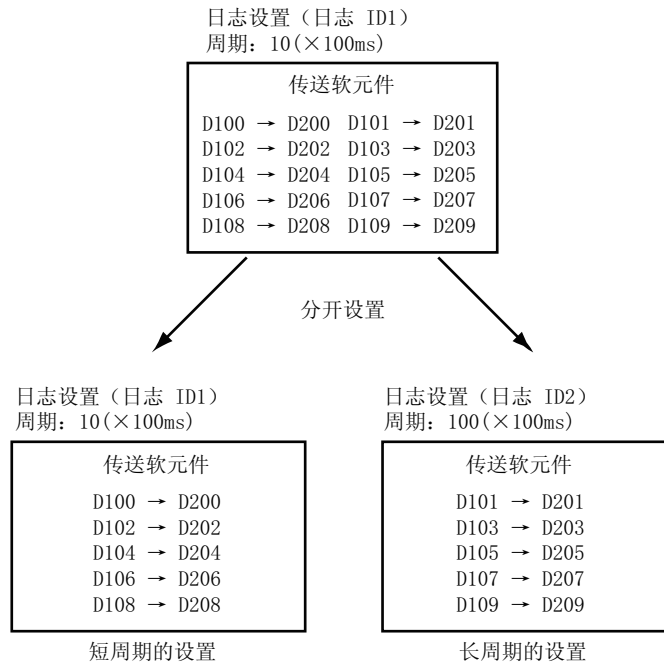 日志设置（日志 ID1）
周期：10(×100ms)
传送软元件
D100 → D200 D101 → D201
D102 → D202 D103 → D203
D104 → D204 D105 → D205
D106 → D206 D107 → D207
D108 → D208 D109 → D209
分开设置
日志设置（日志 ID1）
周期：10(×100ms)
传送软元件
D100 → D200
D102 → D202
D104 → D204
D106 → D206
D108 → D208
短周期的设置
日志设置（日志 ID2）
周期：100(×100ms)
传送软元件
D101 → D201
D103 → D203
D105 → D205
D107 → D207
D109 → D209
长周期的设置